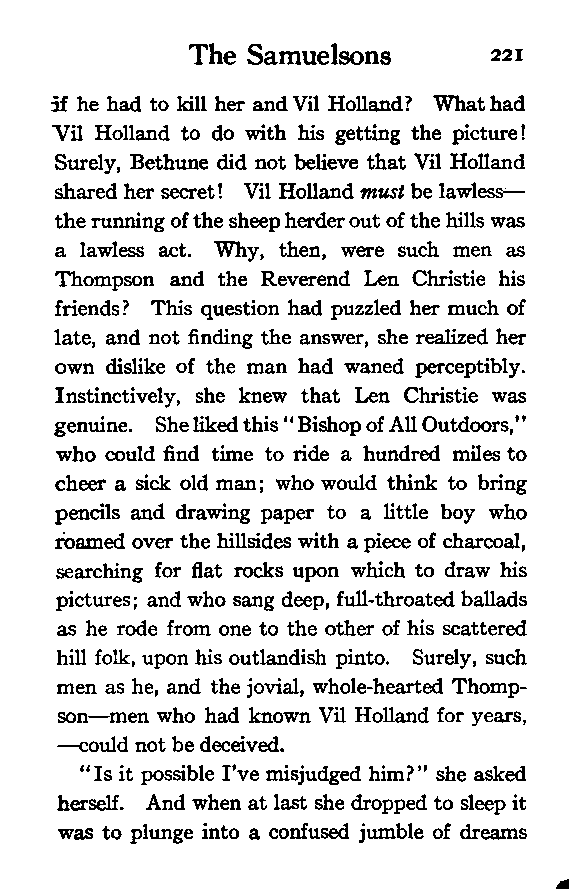 The Samuelsons 221
if he had to kill her and Vil Holland? What had
Vil Holland to do with his getting the picture!
Surely, Bethune did not believe that Vil Holland
shared her secret! Vil Holland must be lawless—
the running of the sheep herder out of the hills was
a lawless act. Why, then, were such men as
Thompson and the Reverend Len Christie his
friends? This question had puzzled her much of
late, and not finding the answer, she realized her
own dislike of the man had waned perceptibly.
Instinctively, she knew that Len Christie was
genuine. She liked this "Bishop of All Outdoors,"
who could find time to ride a hundred miles to
cheer a sick old man; who would think to bring
pencils and drawing paper to a little boy who
roamed over the hillsides with a piece of charcoal,
searching for flat rocks upon which to draw his
pictures; and who sang deep, full-throated ballads
as he rode from one to the other of his scattered
hill folk, upon his outlandish pinto. Surely, such
men as he, and the jovial, whole-hearted Thomp-
son—men who had known Vil Holland for years,
—could not be deceived.
"Is it possible I've misjudged him?" she asked
herself. And when at last she dropped to sleep it
was to plunge into a confused jumble of dreams